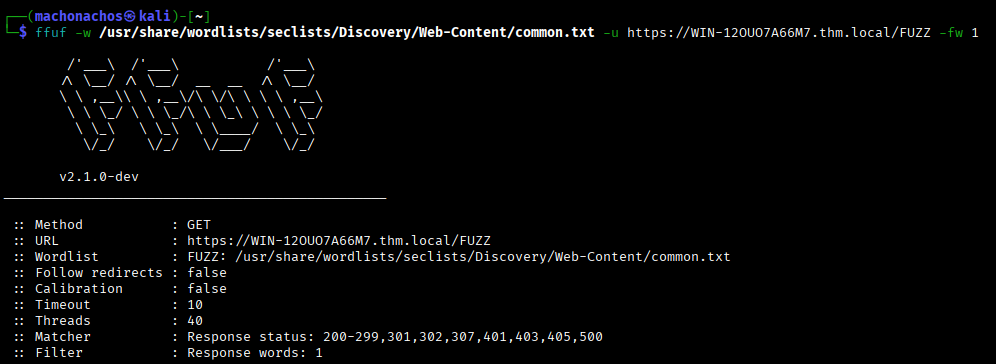 ┌──(machonachos㉿kali)-[~]
└─$ ffuf -w /usr/share/wordlists/seclists/Discovery/Web-Content/common.txt -u https://WIN-12OUO7A66M7.thm.local/FUZZ -fw 1
v2.1.0-dev
:: Method : GET
:: URL : https://WIN-12OUO7A66M7.thm.local/FUZZ
:: Wordlist : FUZZ: /usr/share/wordlists/seclists/Discovery/Web-Content/common.txt
:: Follow redirects : false
:: Calibration : false
:: Timeout : 10
:: Threads : 40
:: Matcher : Response status: 200-299,301,302,307,401,403,405,500
:: Filter : Response words: 1